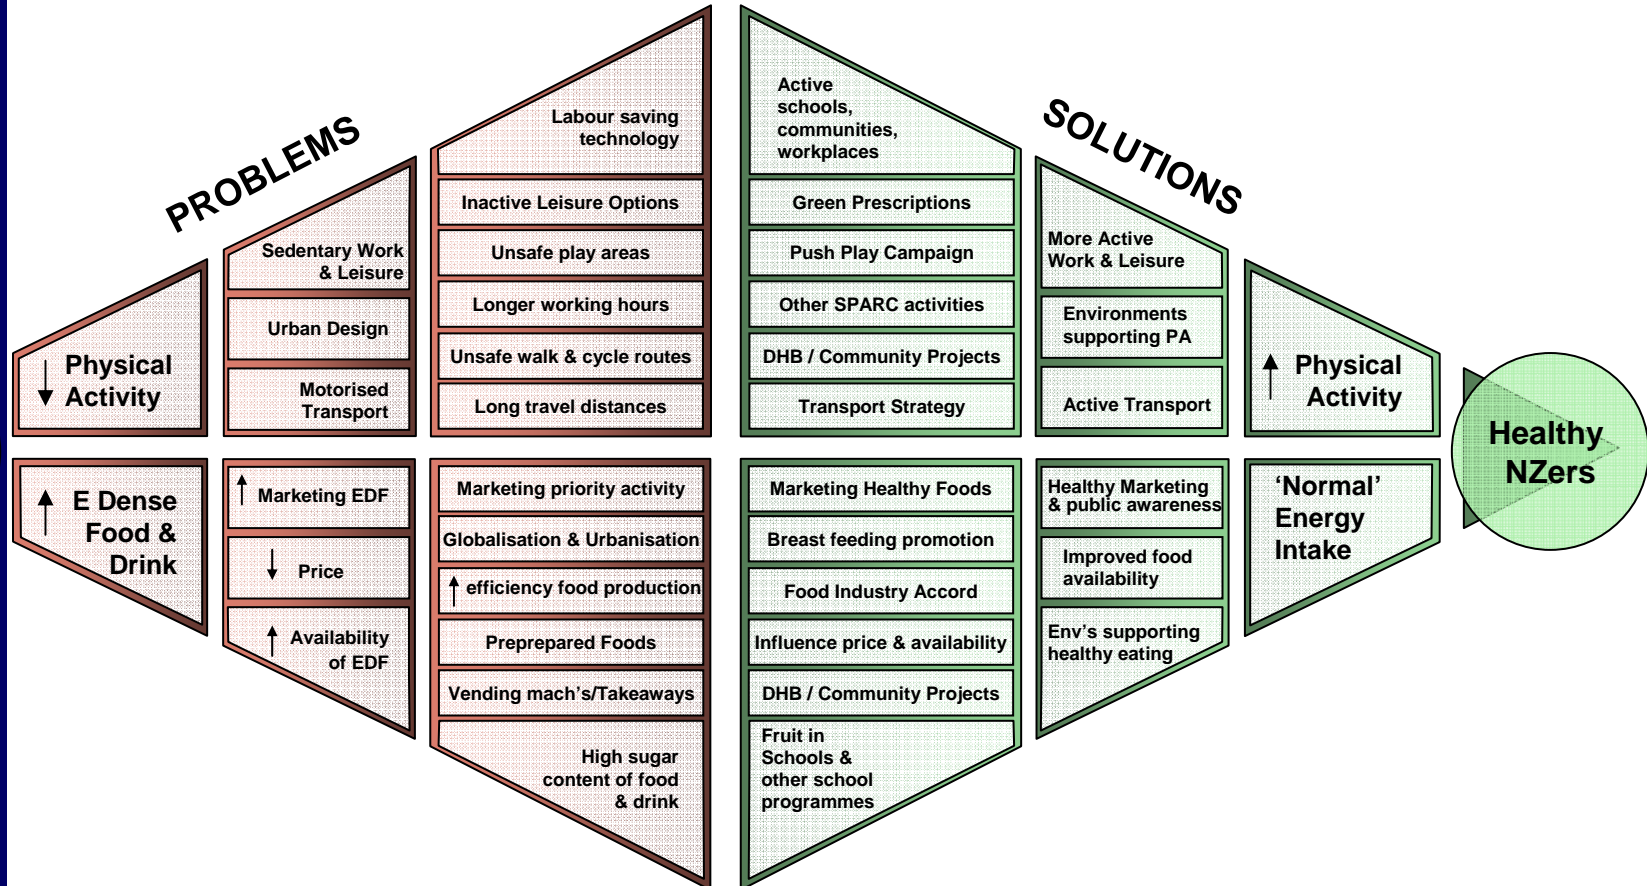 PROBLEMS
SOLUTIONS
↓ Physical
Activity
Sedentary Work
& Leisure
Urban Design
Motorised
Transport
Labour saving
technology
Inactive Leisure Options
Unsafe play areas
Longer working hours
Unsafe walk & cycle routes
Long travel distances
Active
schools,
communities,
workplaces
Green Prescriptions
Push Play Campaign
Other SPARC activities
DHB / Community Projects
Transport Strategy
More Active
Work & Leisure
Environments
supporting PA
Active Transport
↑ Physical
Activity
↑ E Dense
Food &
Drink
↑ Marketing EDF
↓ Price
↑ Availability
of EDF
Marketing priority activity
Globalisation & Urbanisation
↑ efficiency food production
Preprepared Foods
Vending mach's/Takeaways
High sugar
content of food
& drink
Marketing Healthy Foods
Breast feeding promotion
Food Industry Accord
Influence price & availability
DHB / Community Projects
Fruit in
Schools &
other school
programmes
Healthy Marketing
& public awareness
Improved food
availability
Env's supporting
healthy eating
‘Normal’
Energy
Intake
Healthy
NZers